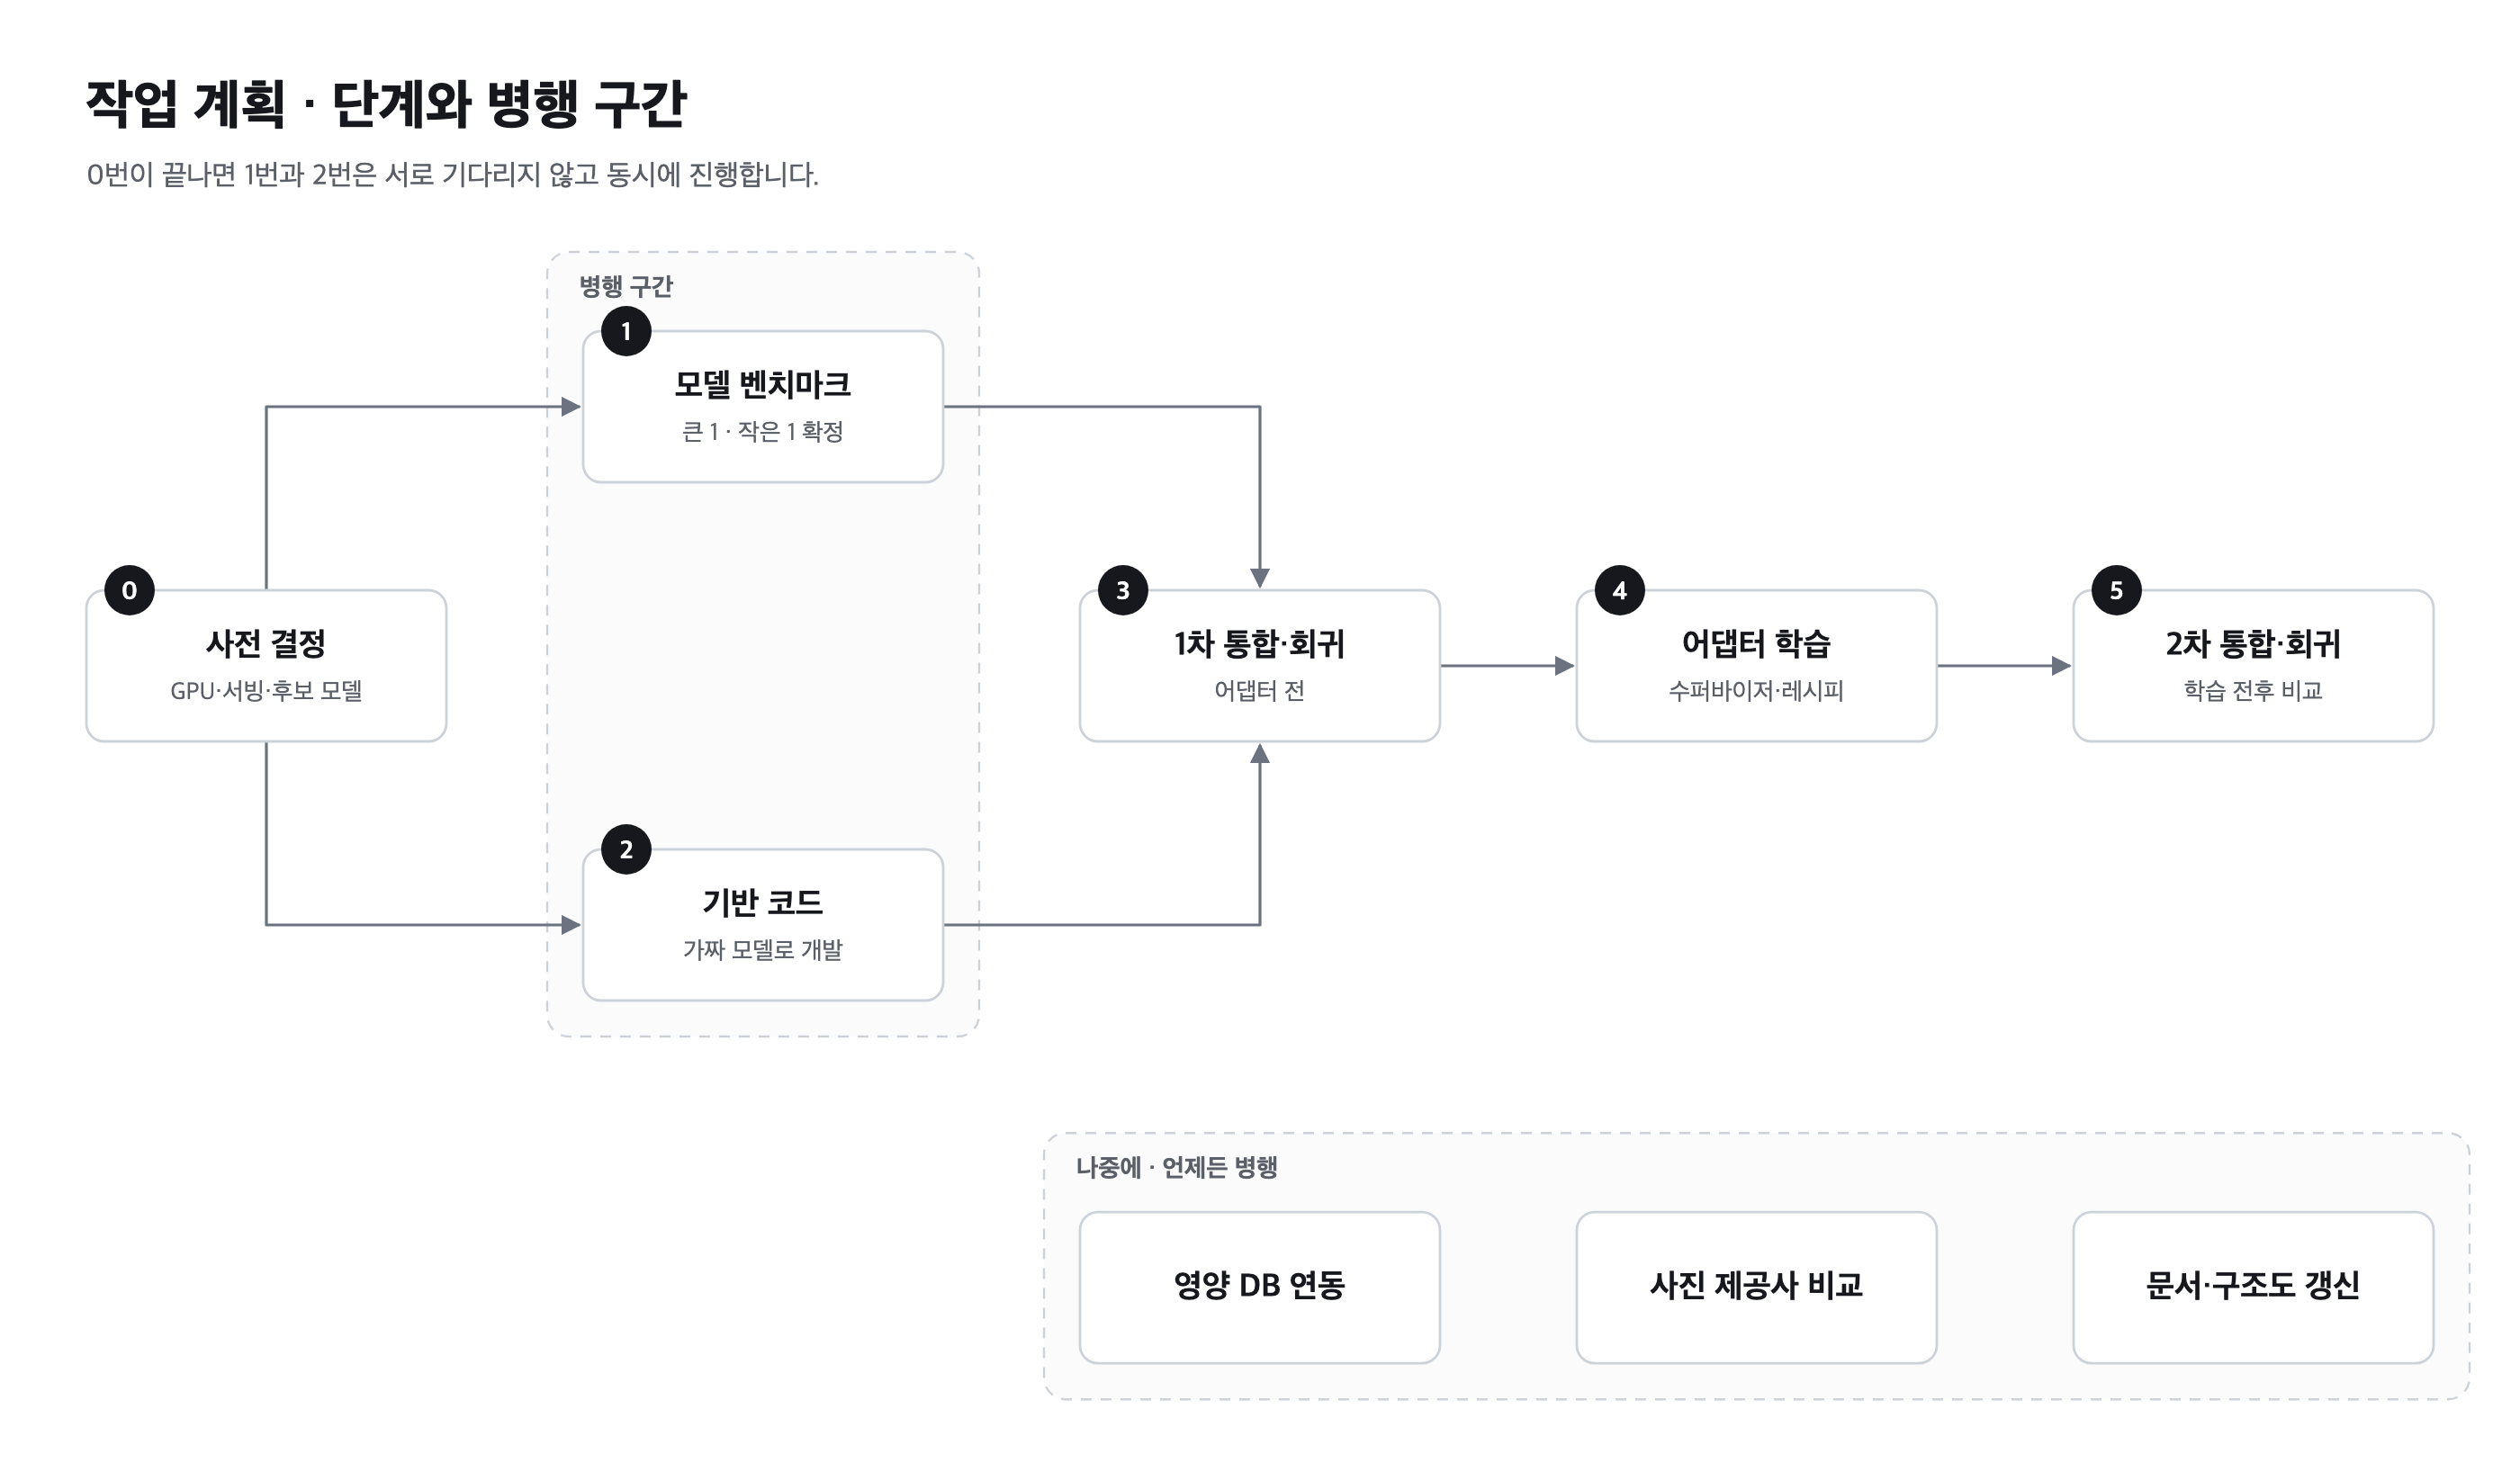 작업 계획 · 단계와 병행 구간
0번이 끝나면 1번과 2번은 서로 기다리지 않고 동시에 진행합니다.
병행 구간
1
모델 벤치마크
큰 1 · 작은 1 확정
0
사전 결정
GPU·서빙·후보 모델
3
1차 통합·회귀
어댑터 전
4
어댑터 학습
수퍼바이저·레시피
5
2차 통합·회귀
학습 전후 비교
2
기반 코드
가짜 모델로 개발
나중에 · 언제든 병행
영양 DB 연동
사진 제공사 비교
문서·구조도 갱신